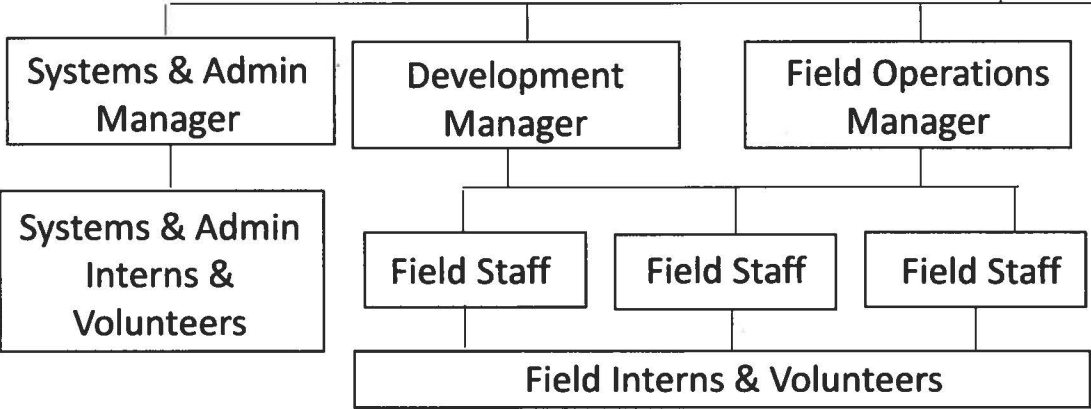 Systems & Admin
Manager
Development
Manager
Field Operations
Manager
Systems & Admin
Interns &
Volunteers
Field Staff
Field Staff
Field Staff
Field Interns & Volunteers